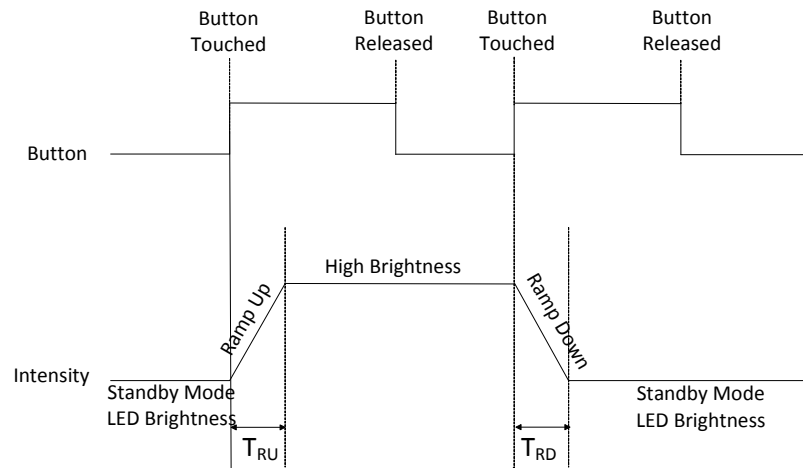 Button
Touched
Button
Released
Button
Touched
Button
Released
Button
High Brightness
Ramp Up
Ramp Down
Intensity
Standby Mode
LED Brightness
Standby Mode
LED Brightness
TRU
TRD